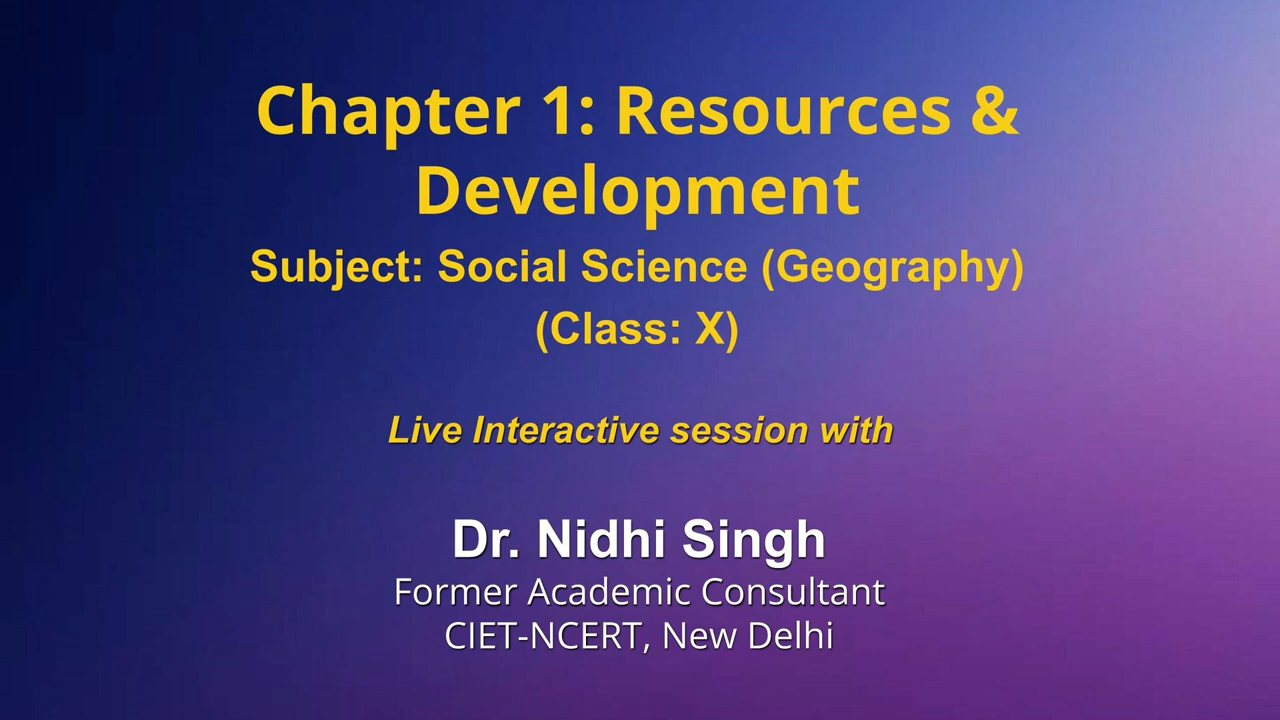 Chapter 1: Resources &
Development
Subject: Social Science (Geography)
(Class: X)
Live Interactive session with
Dr. Nidhi Singh
Former Academic Consultant
CIET-NCERT, New Delhi